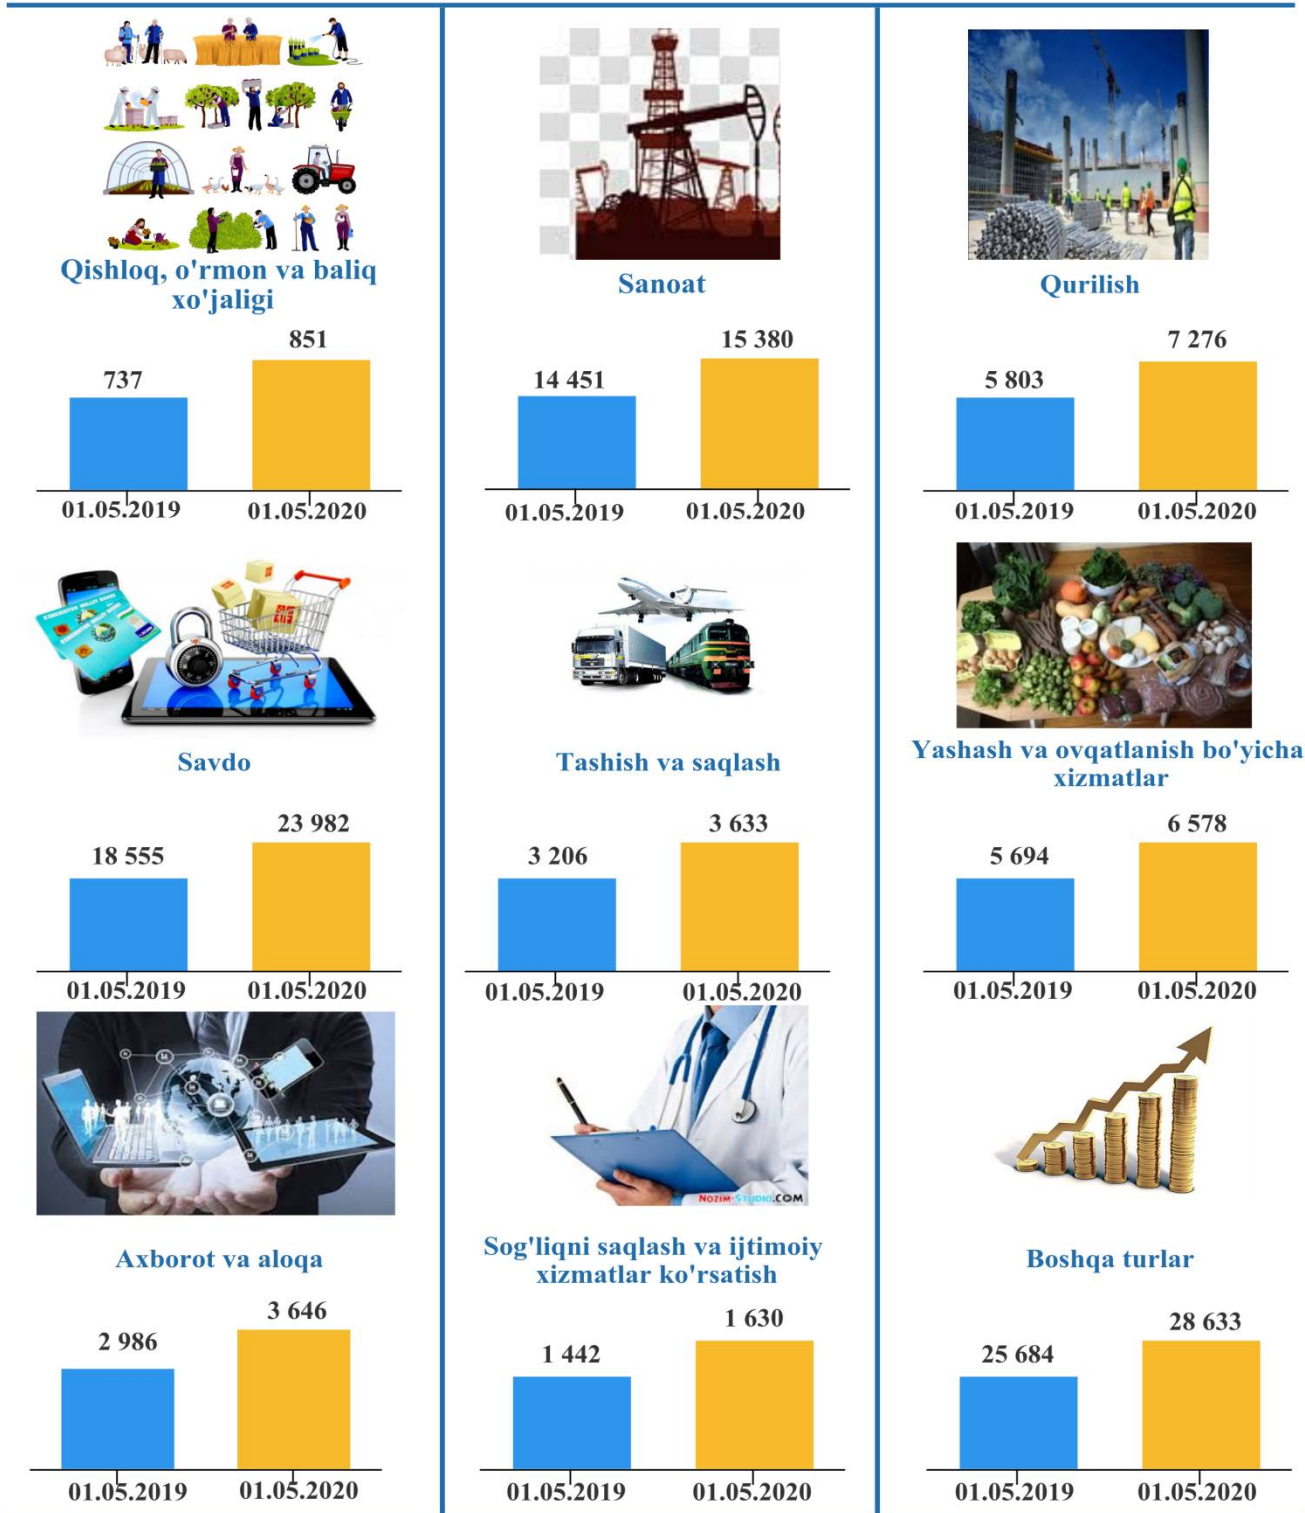 Qishloq, o'rmon va baliq
xo'jaligi
737
851
01.05.2019
01.05.2020
Sanoat
14 451
15 380
01.05.2019
01.05.2020
Qurilish
5 803
7 276
01.05.2019
01.05.2020
Savdo
18 555
23 982
01.05.2019
01.05.2020
Tashish va saqlash
3 206
3 633
01.05.2019
01.05.2020
Yashash va ovqatlanish bo'yicha
xizmatlar
5 694
6 578
01.05.2019
01.05.2020
Axborot va aloqa
2 986
3 646
01.05.2019
01.05.2020
NOZIM-STUDIO.COM
Sog'liqni saqlash va ijtimoiy
xizmatlar ko'rsatish
1 442
1 630
01.05.2019
01.05.2020
Boshqa turlar
25 684
28 633
01.05.2019
01.05.2020